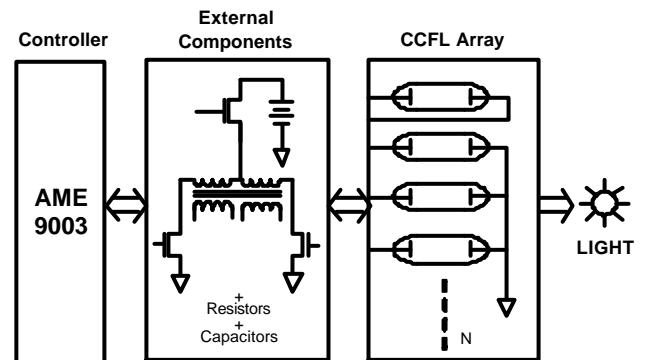 Controller
External
Components
CCFL Array
AME
9003
+
Resistors
+
Capacitors
N
LIGHT